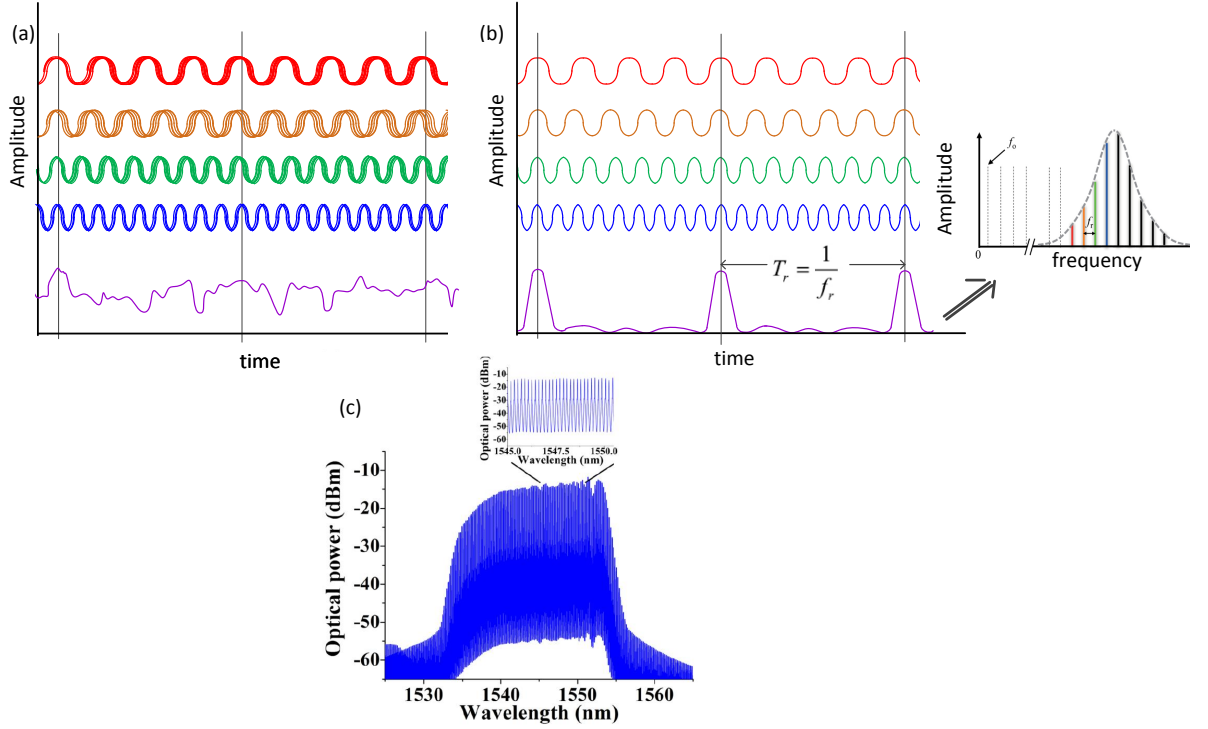 (a)
Amplitude
time
(b)
Amplitude
T_r = 1/f_r
time
Amplitude
f_o
f_r
0
frequency
(c)
Optical power (dBm)
-10
-20
-30
-40
-50
-60
1545.0 1547.5 1550.0
Wavelength (nm)
Optical power (dBm)
-10
-20
-30
-40
-50
-60
1530 1540 1550 1560
Wavelength (nm)